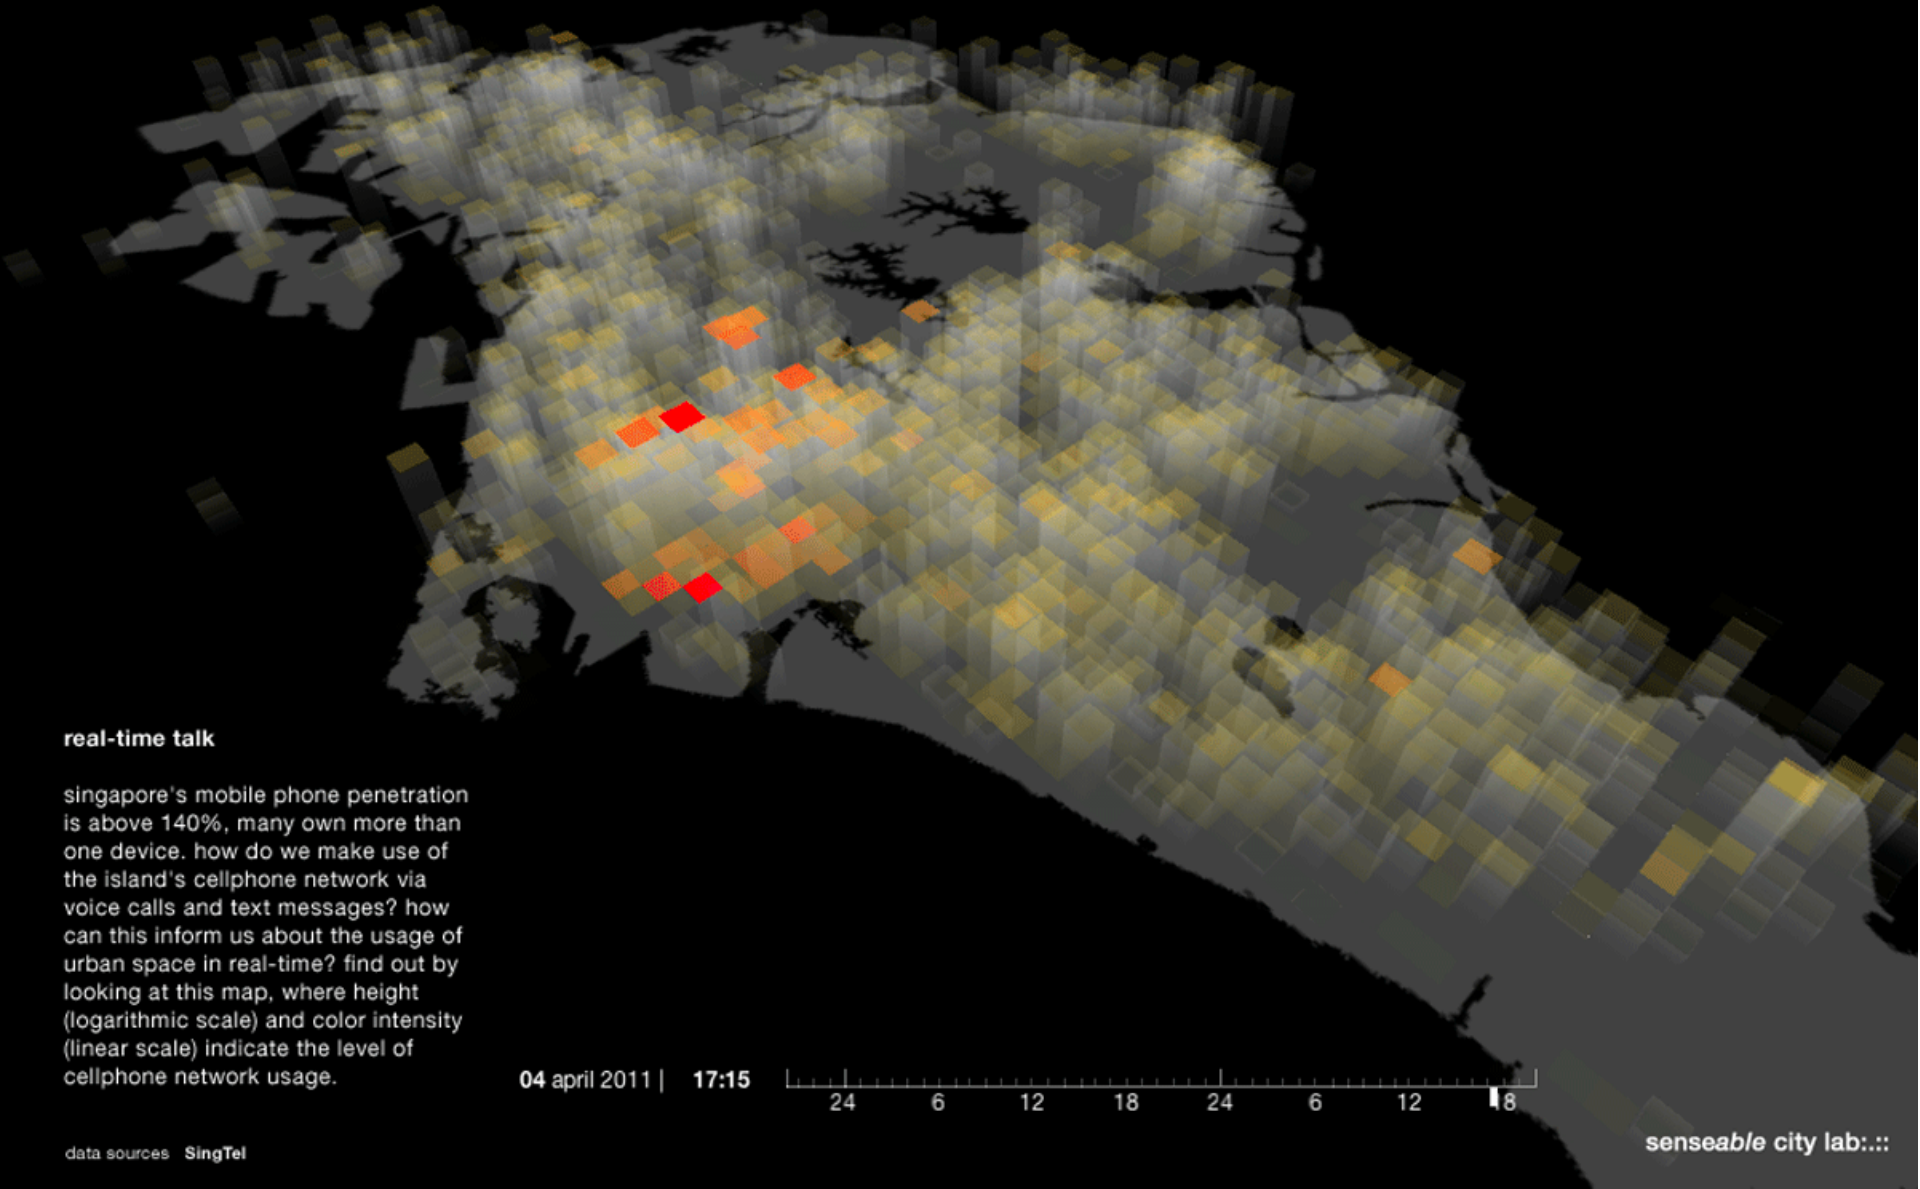 real-time talk
singapore's mobile phone penetration
is above 140%, many own more than
one device. how do we make use of
the island's cellphone network via
voice calls and text messages? how
can this inform us about the usage of
urban space in real-time? find out by
looking at this map, where height
(logarithmic scale) and color intensity
(linear scale) indicate the level of
cellphone network usage.
04 april 2011 | 17:15
24 6 12 18 24 6 12 18
data sources SingTel
senseable city lab:.::